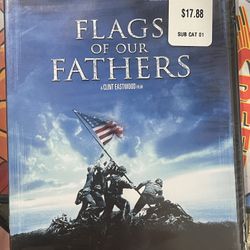 $17.88
SUB CAT 01
FLAGS
OF OUR
FATHERS
A CLINT EASTWOOD FILM